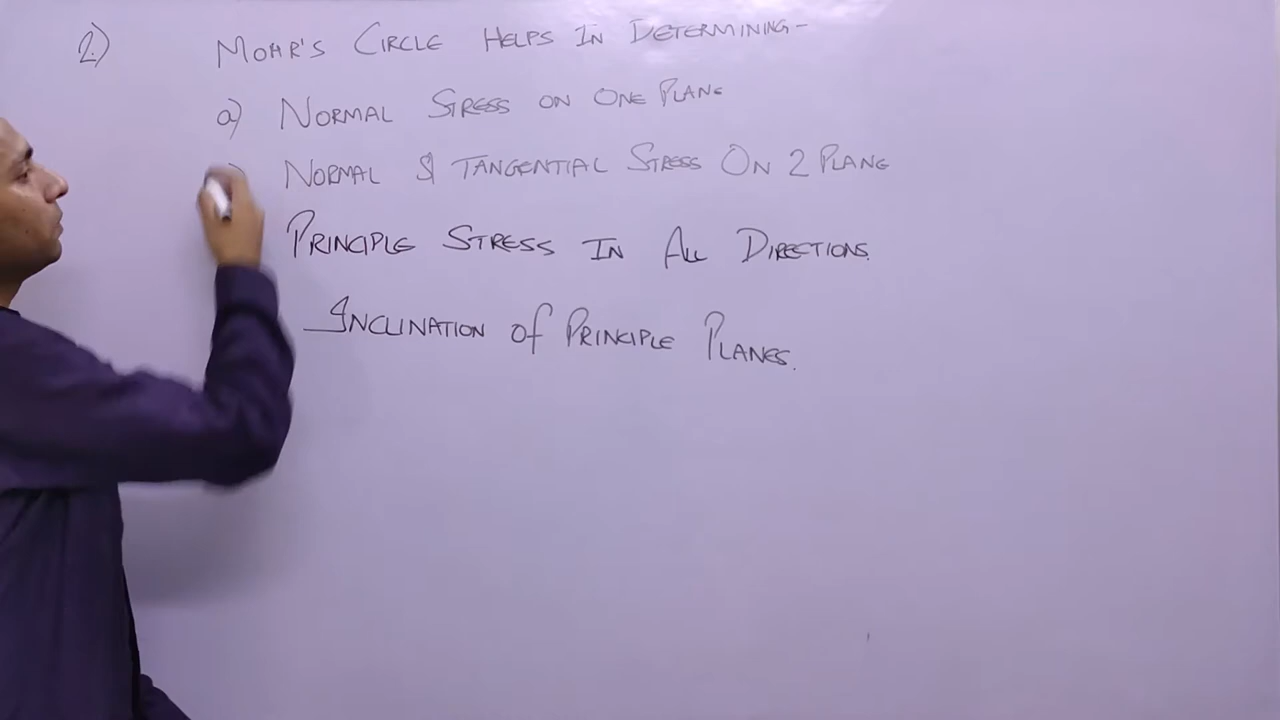 2.) MOHR'S CIRCLE HELPS IN DETERMINING-
a) NORMAL STRESS ON ONE PLANE
) NORMAL & TANGENTIAL STRESS ON 2 PLANE
PRINCIPLE STRESS IN ALL DIRECTIONS.
INCLINATION OF PRINCIPLE PLANES.